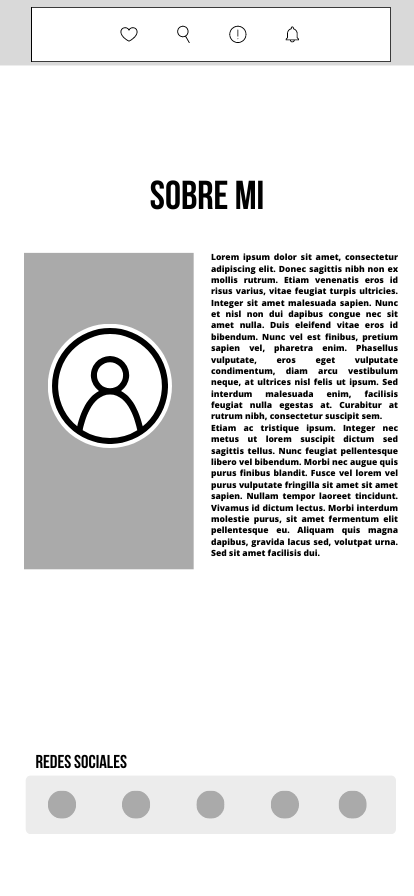 SOBRE MI
Lorem ipsum dolor sit amet, consectetur
adipiscing elit. Donec sagittis nibh non ex
mollis rutrum. Etiam venenatis eros id
risus varius, vitae feugiat turpis ultricies.
Integer sit amet malesuada sapien. Nunc
et nisl non dui dapibus congue nec sit
amet nulla. Duis eleifend vitae eros id
bibendum. Nunc vel est finibus, pretium
sapien vel, pharetra enim. Phasellus
vulputate, eros eget vulputate
condimentum, diam arcu vestibulum
neque, at ultrices nisl felis ut ipsum. Sed
interdum malesuada enim, facilisis
feugiat nulla egestas at. Curabitur at
rutrum nibh, consectetur suscipit sem.
Etiam ac tristique ipsum. Integer nec
metus ut lorem suscipit dictum sed
sagittis tellus. Nunc feugiat pellentesque
libero vel bibendum. Morbi nec augue quis
purus finibus blandit. Fusce vel lorem vel
purus vulputate fringilla sit amet sit amet
sapien. Nullam tempor laoreet tincidunt.
Vivamus id dictum lectus. Morbi interdum
molestie purus, sit amet fermentum elit
pellentesque eu. Aliquam quis magna
dapibus, gravida lacus sed, volutpat urna.
Sed sit amet facilisis dui.
REDES SOCIALES